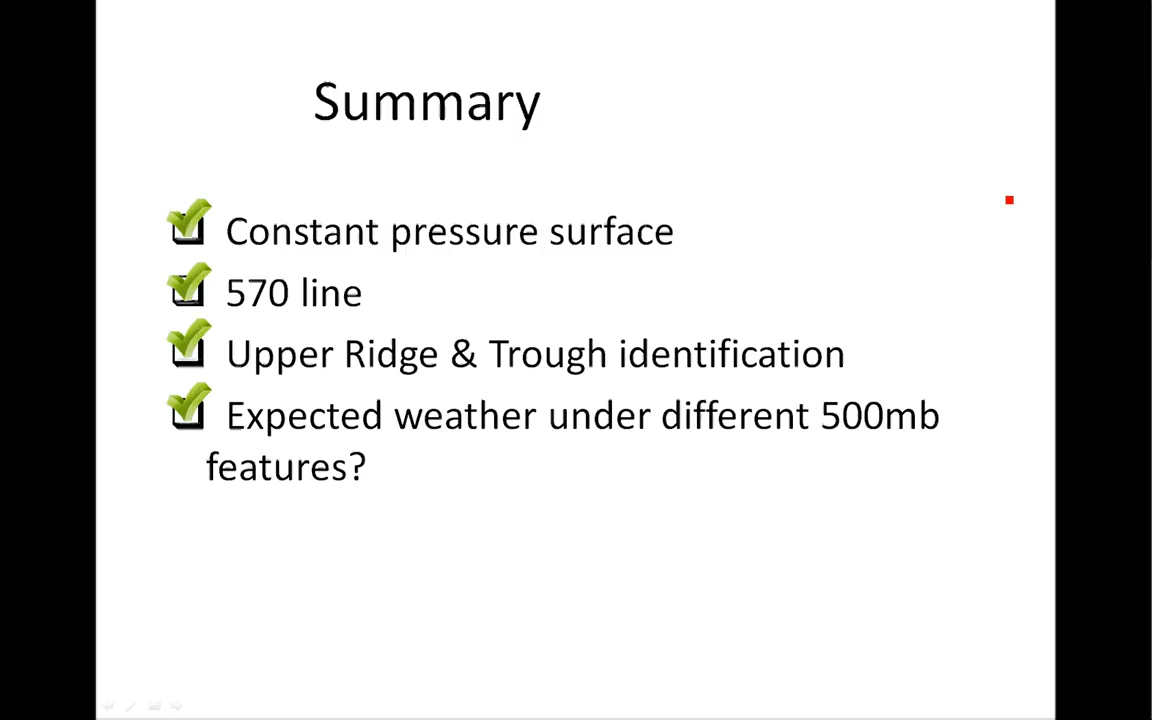 Summary
Constant pressure surface
570 line
Upper Ridge & Trough identification
Expected weather under different 500mb
features?